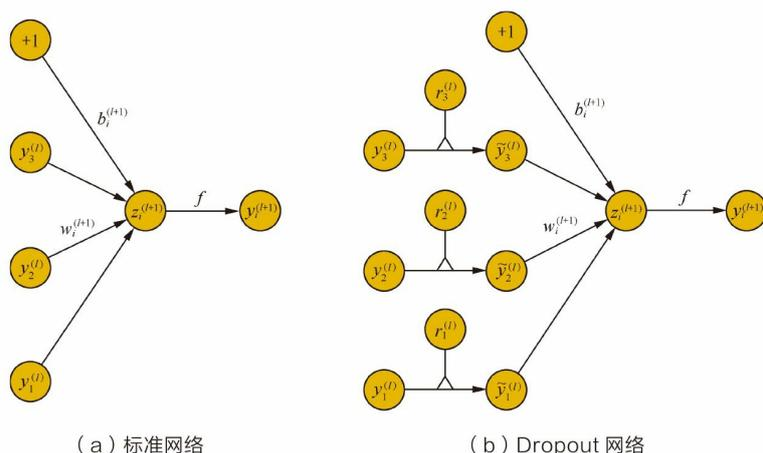 +1
b_i^{(l+1)}
y_3^{(l)}
z_i^{(l+1)}
f
y_i^{(l+1)}
w_i^{(l+1)}
y_2^{(l)}
y_1^{(l)}
(a)标准网络
+1
b_i^{(l+1)}
r_3^{(l)}
y_3^{(l)}
ỹ_3^{(l)}
r_2^{(l)}
w_i^{(l+1)}
z_i^{(l+1)}
f
y_i^{(l+1)}
y_2^{(l)}
ỹ_2^{(l)}
r_1^{(l)}
y_1^{(l)}
ỹ_1^{(l)}
(b)Dropout 网络